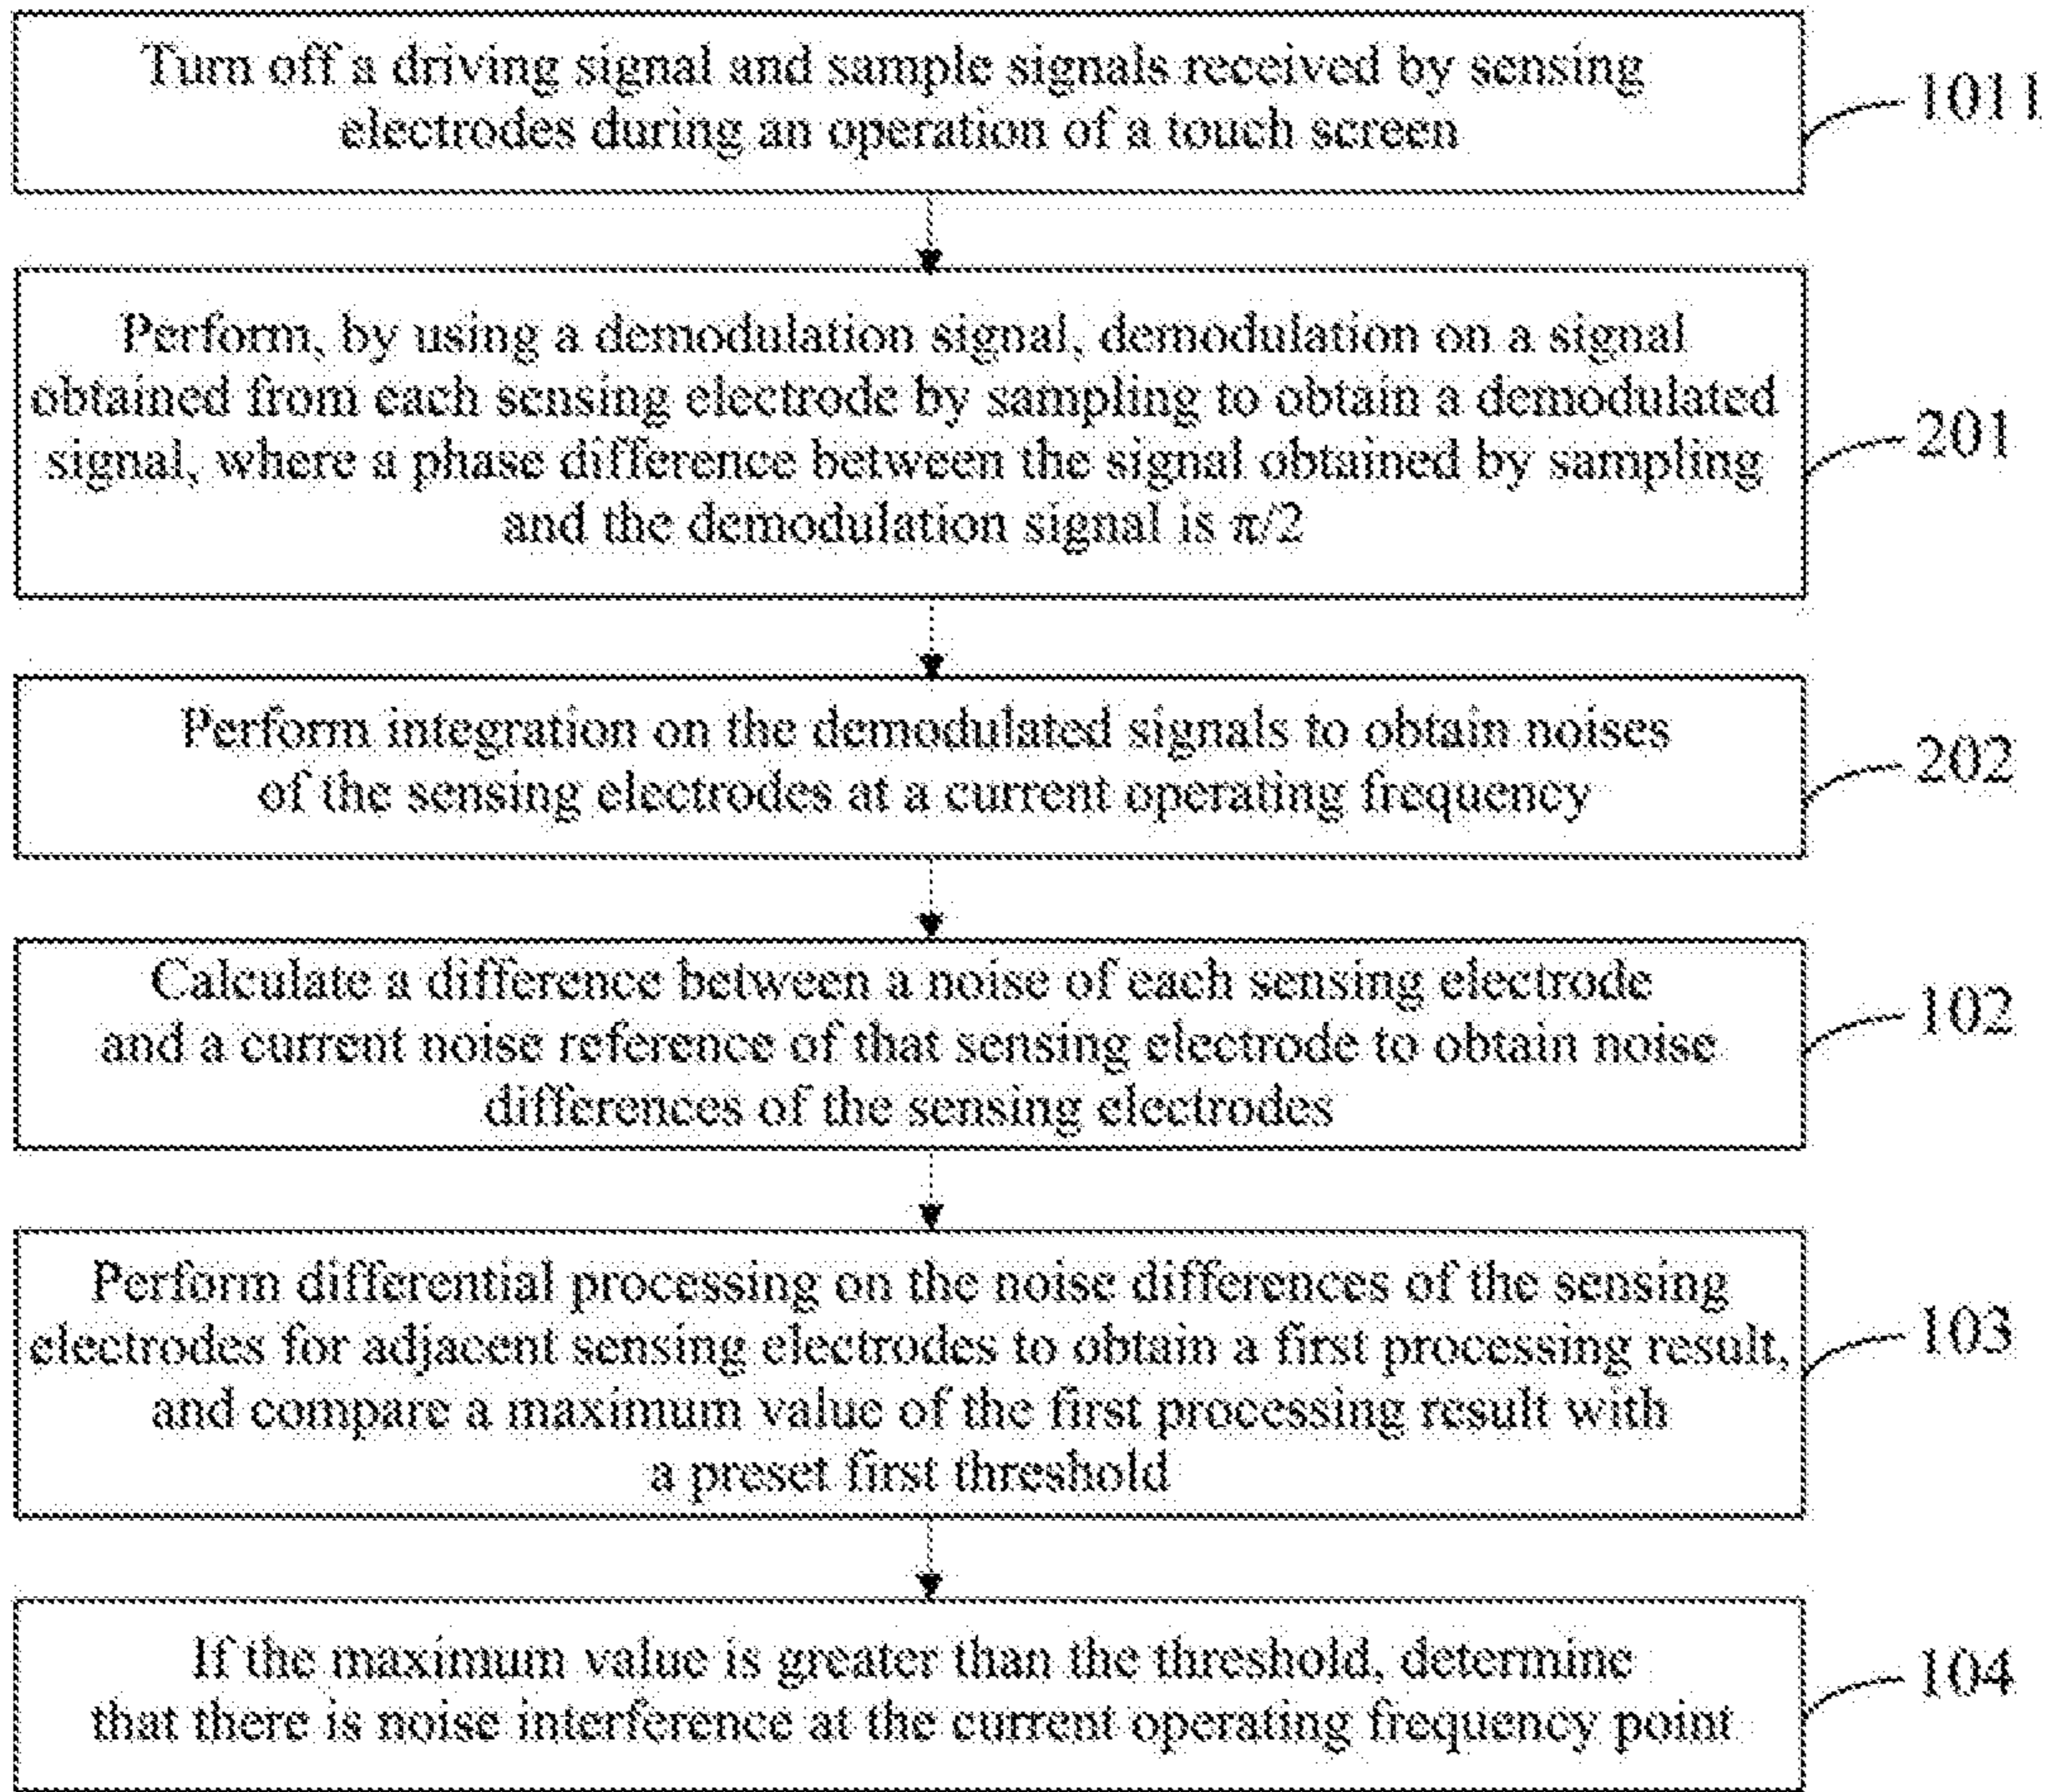 Turn off a driving signal and sample signals received by sensing
electrodes during an operation of a touch screen
1011
Perform, by using a demodulation signal, demodulation on a signal
obtained from each sensing electrode by sampling to obtain a demodulated
signal, where a phase difference between the signal obtained by sampling
and the demodulation signal is π/2
201
Perform integration on the demodulated signals to obtain noises
of the sensing electrodes at a current operating frequency
202
Calculate a difference between a noise of each sensing electrode
and a current noise reference of that sensing electrode to obtain noise
differences of the sensing electrodes
102
Perform differential processing on the noise differences of the sensing
electrodes for adjacent sensing electrodes to obtain a first processing result,
and compare a maximum value of the first processing result with
a preset first threshold
103
If the maximum value is greater than the threshold, determine
that there is noise interference at the current operating frequency point
104